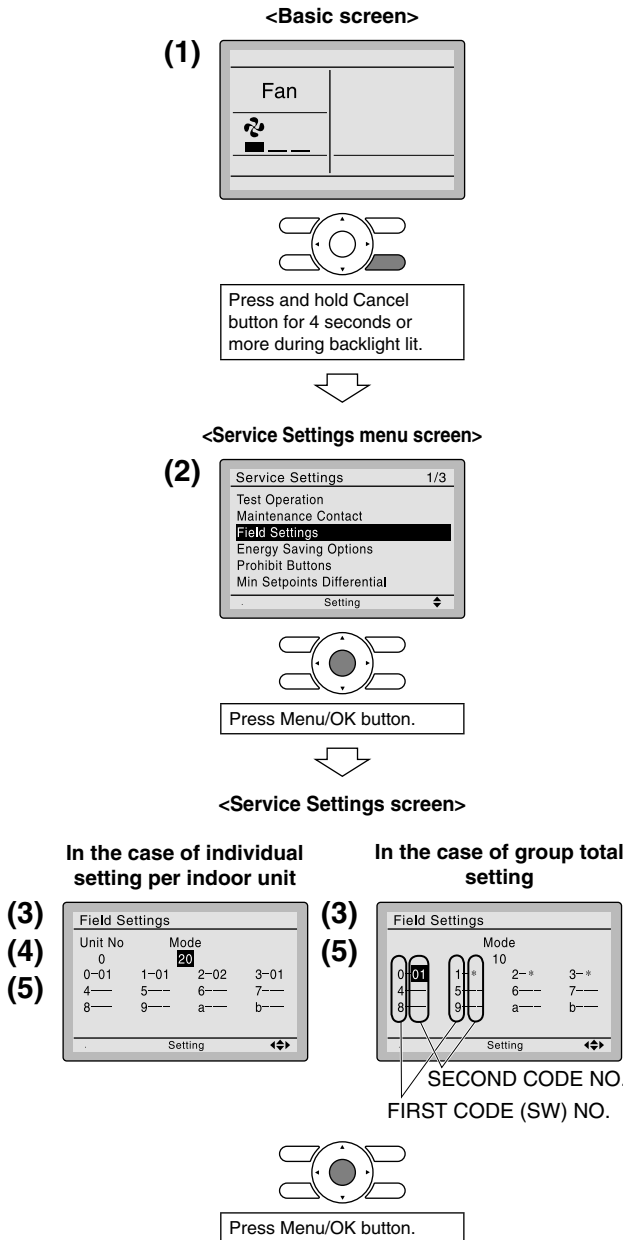 <Basic screen>
(1)
Fan
Press and hold Cancel
button for 4 seconds or
more during backlight lit.
<Service Settings menu screen>
(2)
Service Settings 1/3
Test Operation
Maintenance Contact
Field Settings
Energy Saving Options
Prohibit Buttons
Min Setpoints Differential
Setting
Press Menu/OK button.
<Service Settings screen>
In the case of individual
setting per indoor unit
(3)
(4)
(5)
Field Settings
Unit No Mode
0 20
0-01 1-01 2-02 3-01
4-— 5-— 6-— 7-—
8-— 9-— a-— b-—
Setting
In the case of group total
setting
(3)
(5)
Field Settings
Mode
10
0-01 1-* 2-* 3-*
4-— 5-— 6-— 7-—
8-— 9-— a-— b-—
Setting
SECOND CODE NO.
FIRST CODE (SW) NO.
Press Menu/OK button.